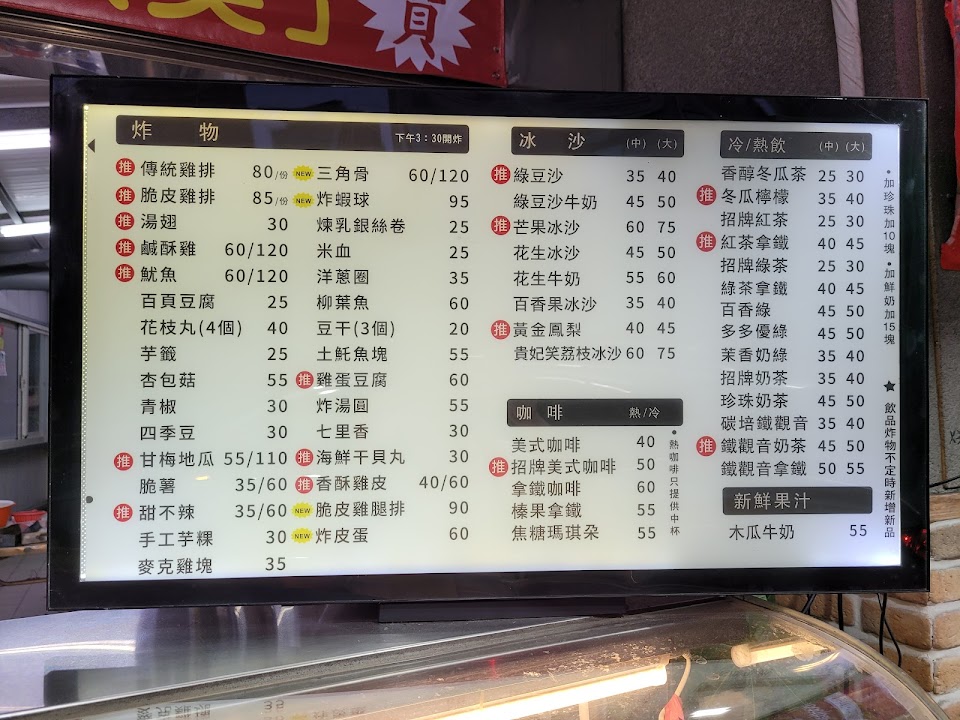 炸 物 下午3：30開炸
推 傳統雞排 80/份
推 脆皮雞排 85/份
推 湯翅 30
推 鹹酥雞 60/120
推 魷魚 60/120
百頁豆腐 25
花枝丸(4個) 40
芋籤 25
杏包菇 55
青椒 30
四季豆 30
推 甘梅地瓜 55/110
脆薯 35/60
推 甜不辣 35/60
手工芋粿 30
麥克雞塊 35
NEW 三角骨 60/120
NEW 炸蝦球 95
煉乳銀絲卷 25
米血 25
洋蔥圈 35
柳葉魚 60
豆干(3個) 20
土魠魚塊 55
推 雞蛋豆腐 60
炸湯圓 55
七里香 30
推 海鮮干貝丸 30
推 香酥雞皮 40/60
NEW 脆皮雞腿排 90
NEW 炸皮蛋 60
冰 沙 (中) (大)
推 綠豆沙 35 40
綠豆沙牛奶 45 50
推 芒果冰沙 60 75
花生冰沙 45 50
花生牛奶 55 60
百香果冰沙 35 40
推 黃金鳳梨 40 45
貴妃笑荔枝冰沙 60 75
咖 啡 熱/冷
美式咖啡 40
推 招牌美式咖啡 50
拿鐵咖啡 60
榛果拿鐵 55
焦糖瑪琪朶 55
•熱咖啡只提供中杯
冷/熱飲 (中) (大)
香醇冬瓜茶 25 30
推 冬瓜檸檬 35 40
招牌紅茶 25 30
推 紅茶拿鐵 40 45
招牌綠茶 25 30
綠茶拿鐵 40 45
百香綠 45 50
多多優綠 45 50
茉香奶綠 35 40
招牌奶茶 35 40
珍珠奶茶 45 50
碳培鐵觀音 35 40
推 鐵觀音奶茶 45 50
鐵觀音拿鐵 50 55
新鮮果汁
木瓜牛奶 55
•加珍珠加10塊 •加鮮奶加15塊
★ 飲品炸物不定時新增新品